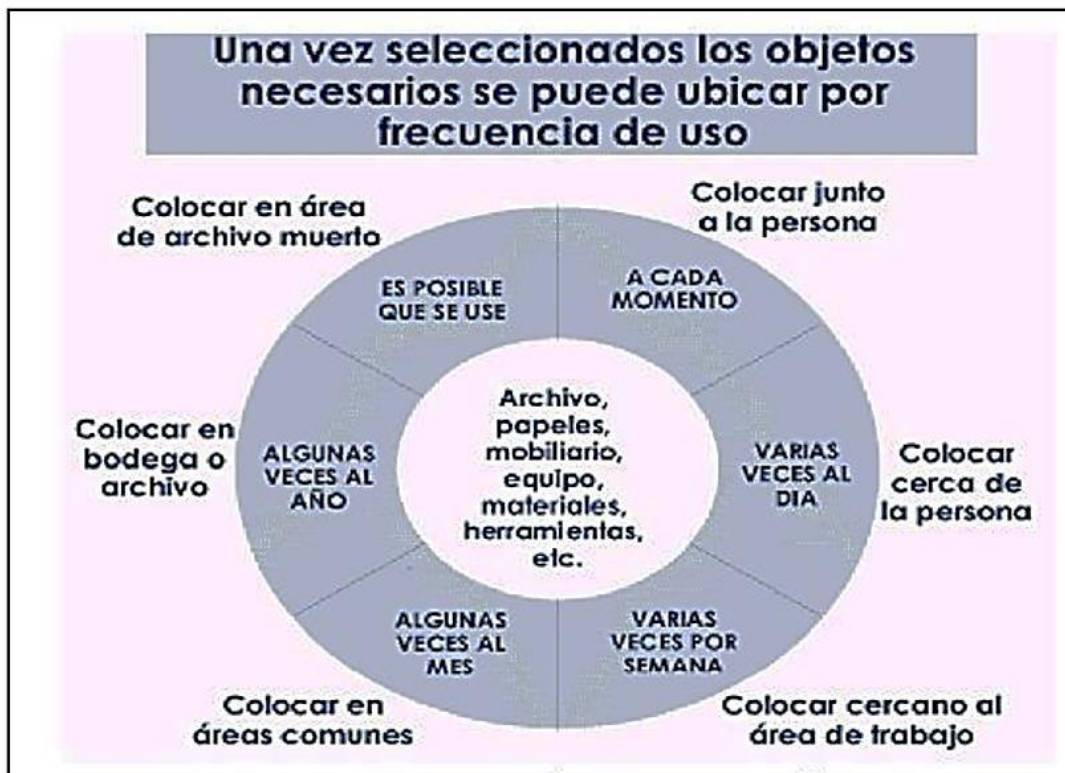 Una vez seleccionados los objetos
necesarios se puede ubicar por
frecuencia de uso
Colocar junto
a la persona
A CADA
MOMENTO
Colocar
cerca de
la persona
VARIAS
VECES AL
DIA
Colocar cercano al
área de trabajo
VARIAS
VECES POR
SEMANA
Colocar en
áreas comunes
ALGUNAS
VECES AL
MES
Colocar en
bodega o
archivo
ALGUNAS
VECES AL
AÑO
Colocar en área
de archivo muerto
ES POSIBLE
QUE SE USE
Archivo,
papeles,
mobiliario,
equipo,
materiales,
herramientas,
etc.